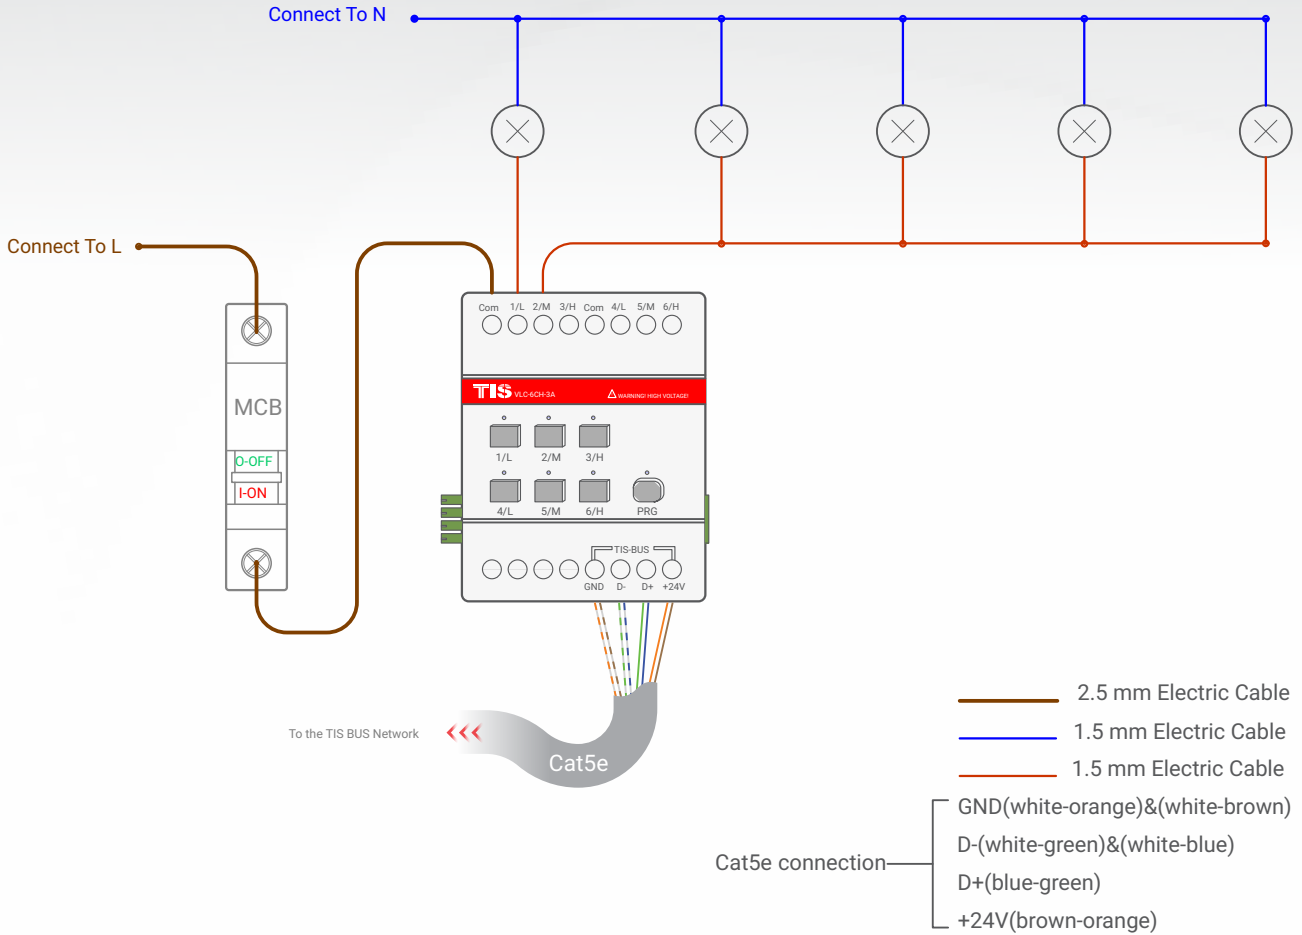 Connect To N
Connect To L
Com 1/L 2/M 3/H Com 4/L 5/M 6/H
TIS VLC-6CH-3A WARNING! HIGH VOLTAGE!
MCB
O-OFF
I-ON
1/L 2/M 3/H
4/L 5/M 6/H PRG
TIS-BUS
GND D- D+ +24V
To the TIS BUS Network
Cat5e
2.5 mm Electric Cable
1.5 mm Electric Cable
1.5 mm Electric Cable
GND(white-orange)&(white-brown)
D-(white-green)&(white-blue)
Cat5e connection
D+(blue-green)
+24V(brown-orange)